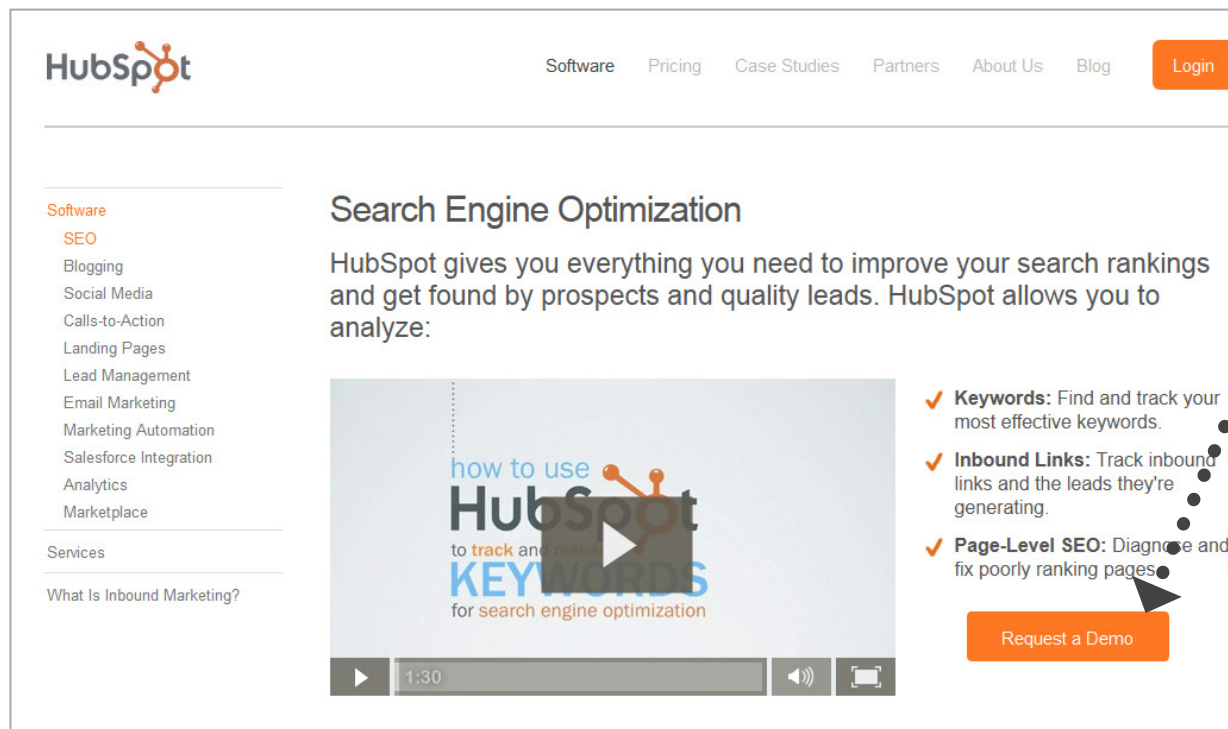 HubSpot
Software Pricing Case Studies Partners About Us Blog Login
Software
SEO
Blogging
Social Media
Calls-to-Action
Landing Pages
Lead Management
Email Marketing
Marketing Automation
Salesforce Integration
Analytics
Marketplace
Services
What Is Inbound Marketing?
Search Engine Optimization
HubSpot gives you everything you need to improve your search rankings
and get found by prospects and quality leads. HubSpot allows you to
analyze:
how to use
HubSpot
to track and research
KEYWORDS
for search engine optimization
1:30
Keywords: Find and track your
most effective keywords.
Inbound Links: Track inbound
links and the leads they're
generating.
Page-Level SEO: Diagnose and
fix poorly ranking pages.
Request a Demo